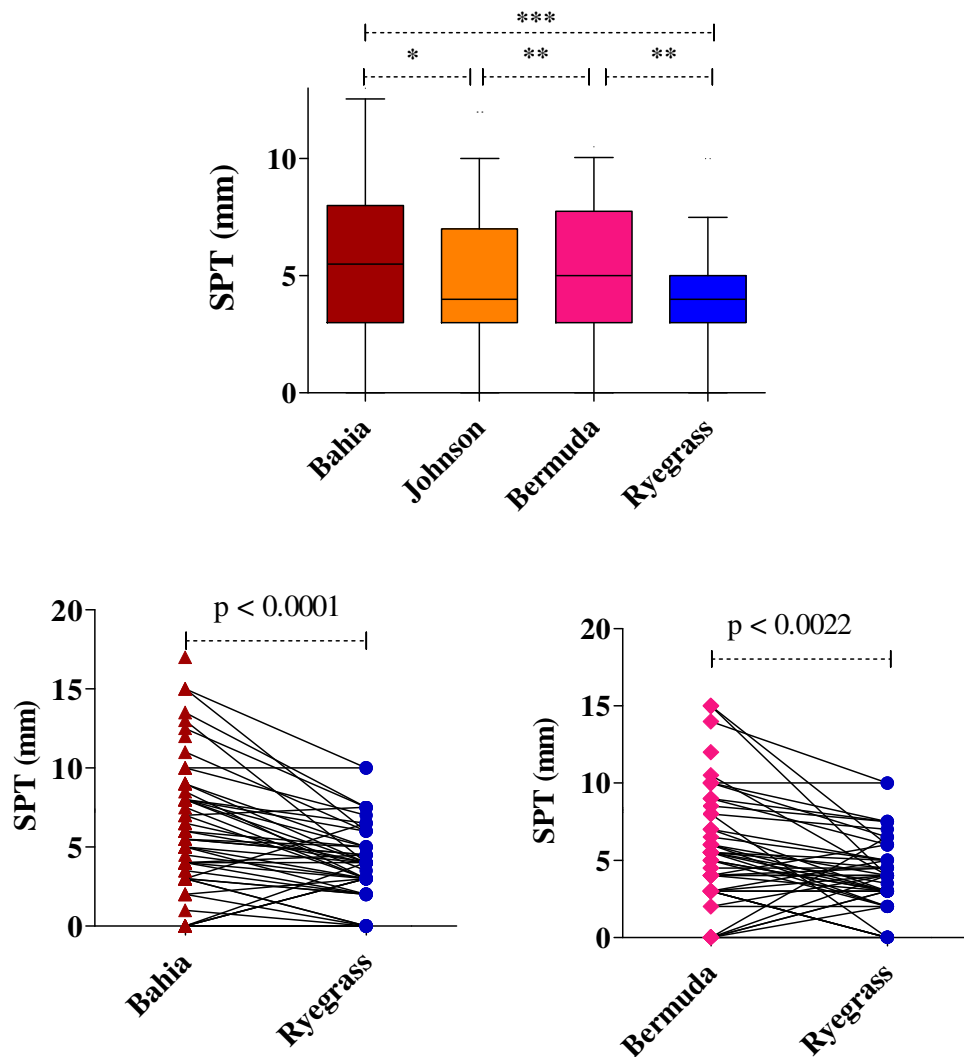 ***
* ** **
SPT (mm)
10
5
0
Bahia
Johnson
Bermuda
Ryegrass
p < 0.0001
SPT (mm)
20
15
10
5
0
Bahia
Ryegrass
p < 0.0022
SPT (mm)
20
15
10
5
0
Bermuda
Ryegrass